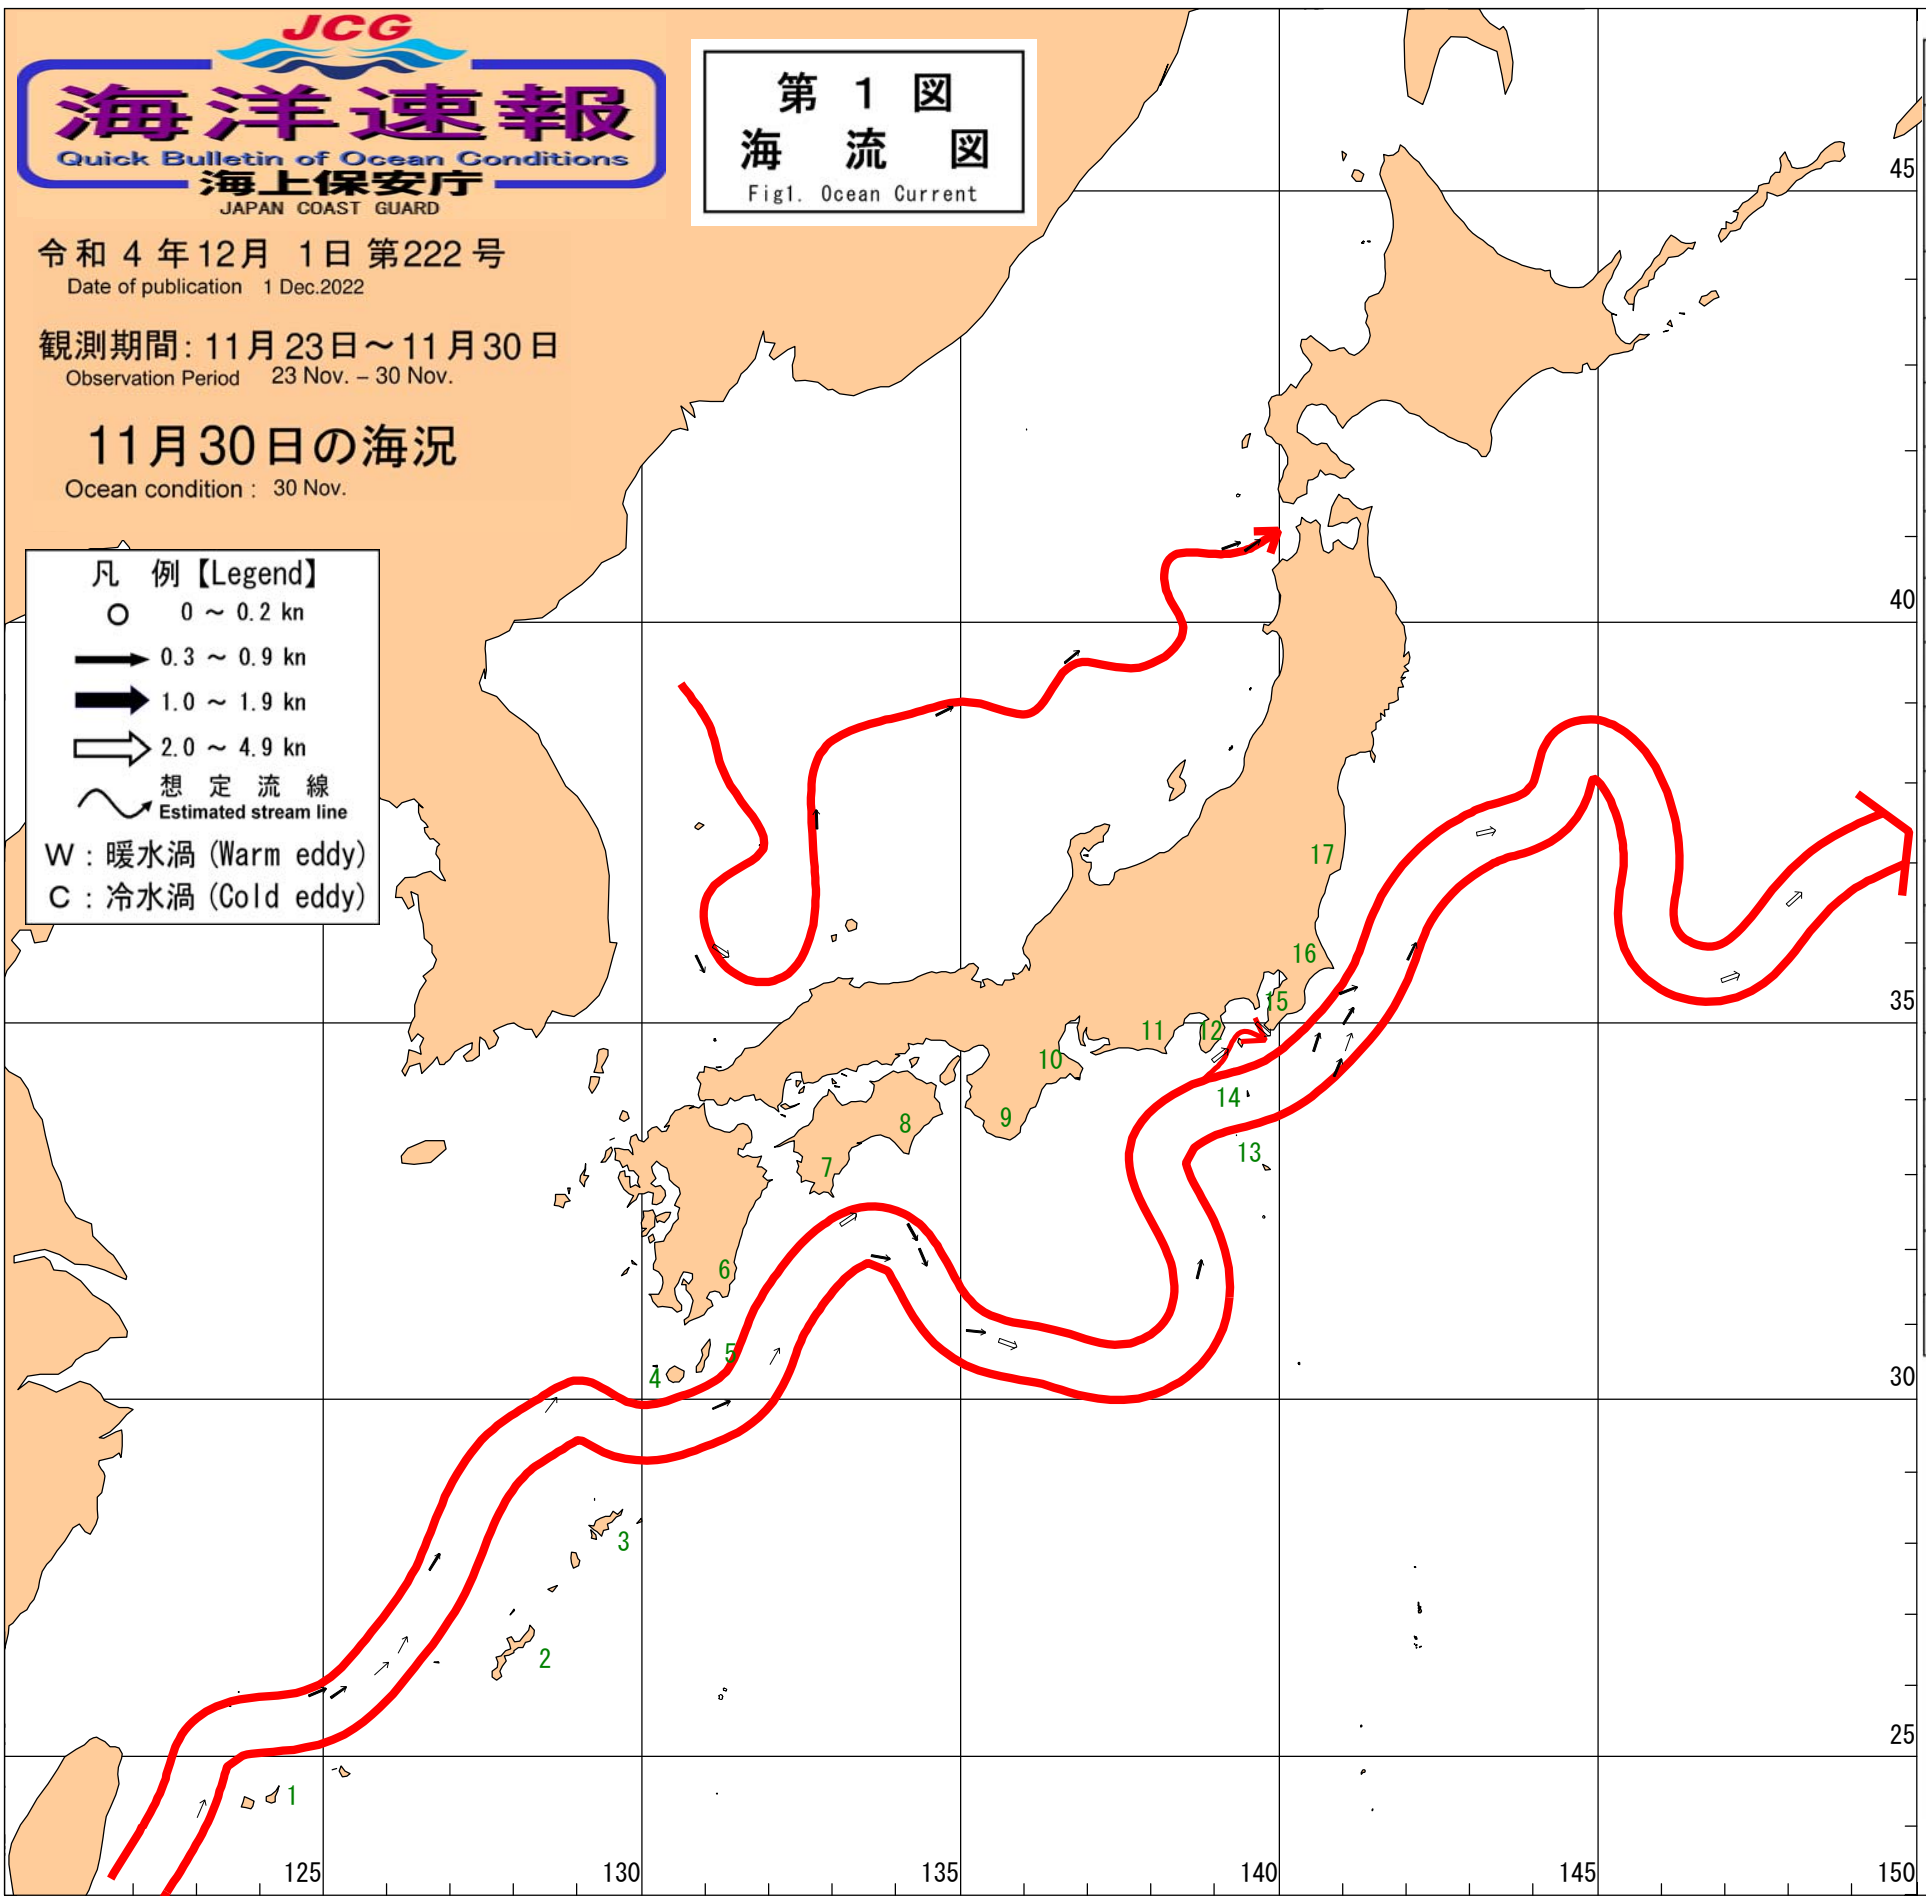 JCG
海洋速報
Quick Bulletin of Ocean Conditions
海上保安庁
JAPAN COAST GUARD
第 1 図
海 流 図
Fig1. Ocean Current
令和 4 年12月 1日 第222号
Date of publication 1 Dec.2022
観測期間: 11月23日～11月30日
Observation Period 23 Nov. – 30 Nov.
11月30日の海況
Ocean condition : 30 Nov.
凡 例【Legend】
0 ～ 0.2 kn
0.3 ～ 0.9 kn
1.0 ～ 1.9 kn
2.0 ～ 4.9 kn
想 定 流 線
Estimated stream line
W : 暖水渦 (Warm eddy)
C : 冷水渦 (Cold eddy)
45
40
17
16
35
15
12
11
10
14
9
8
13
7
6
5
4
30
3
2
25
1
125
130
135
140
145
150